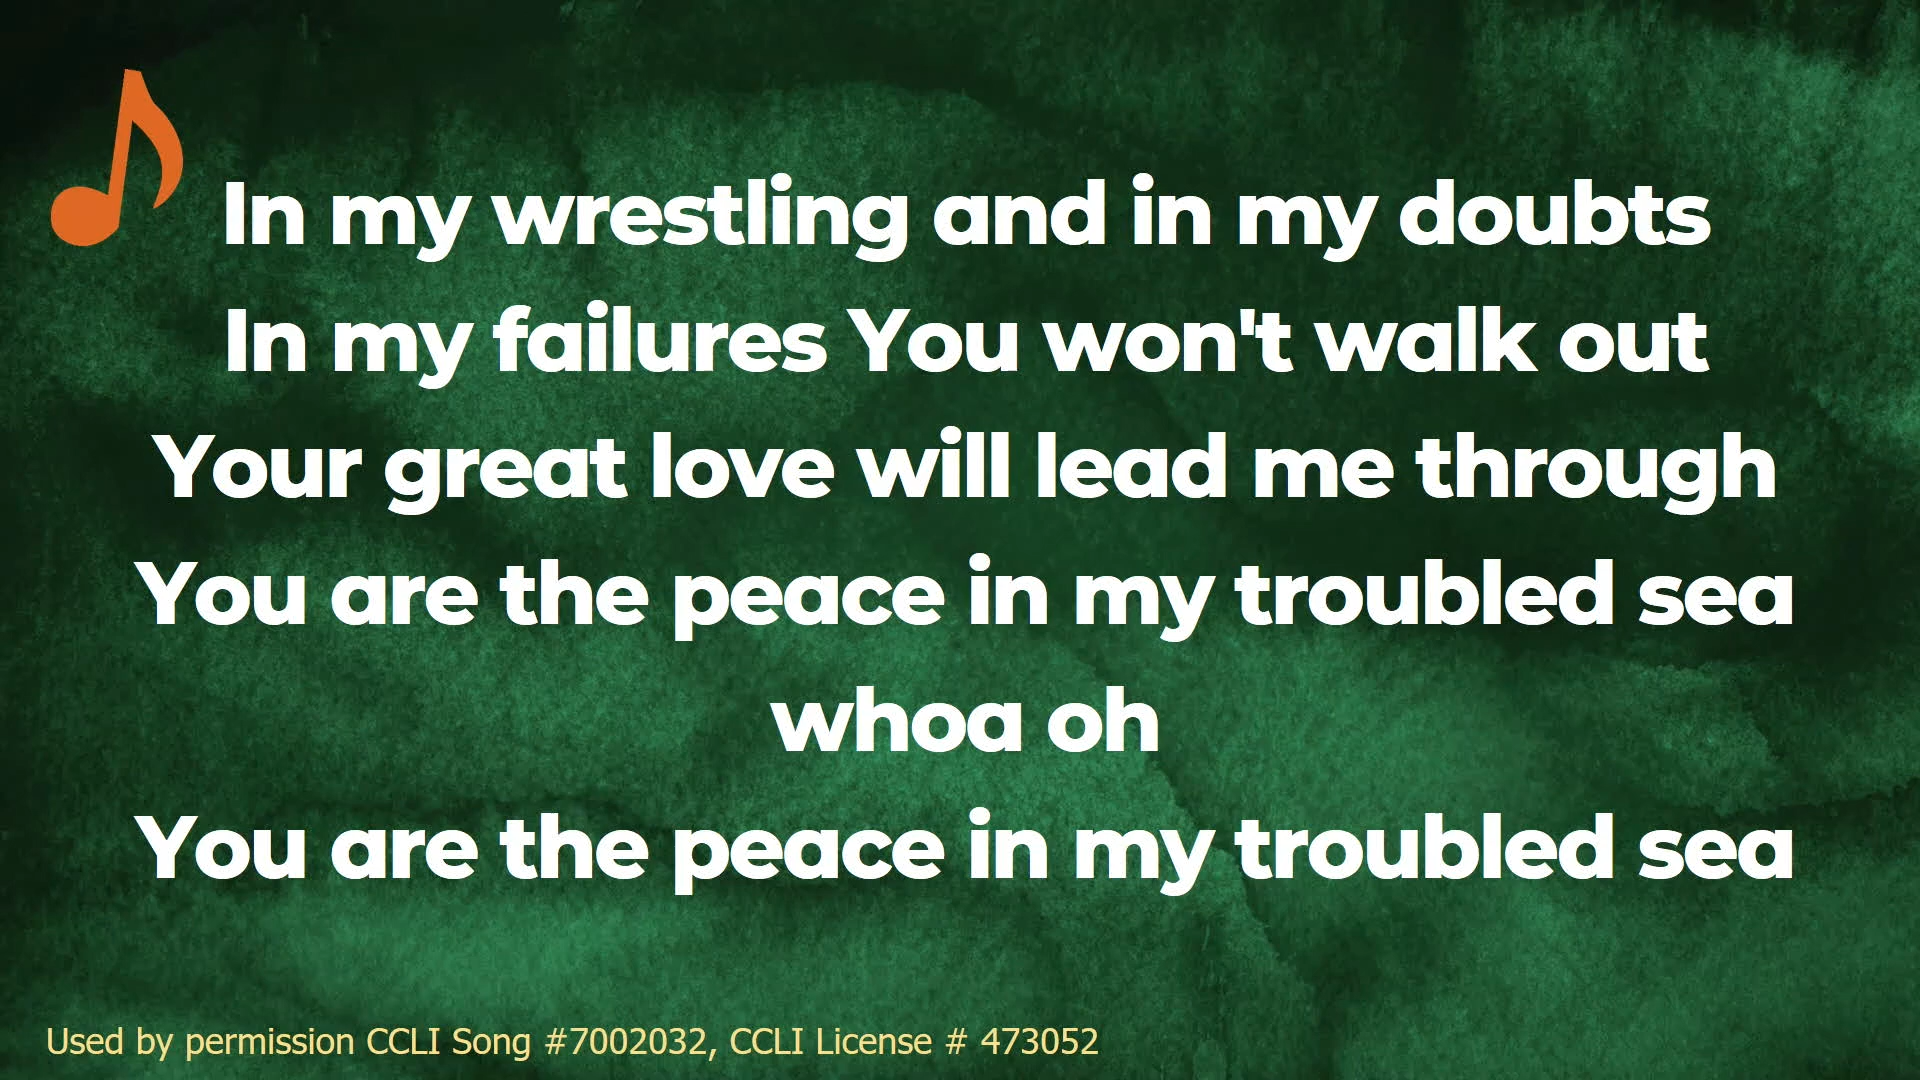 In my wrestling and in my doubts
In my failures You won't walk out
Your great love will lead me through
You are the peace in my troubled sea
whoa oh
You are the peace in my troubled sea
Used by permission CCLI Song #7002032, CCLI License # 473052